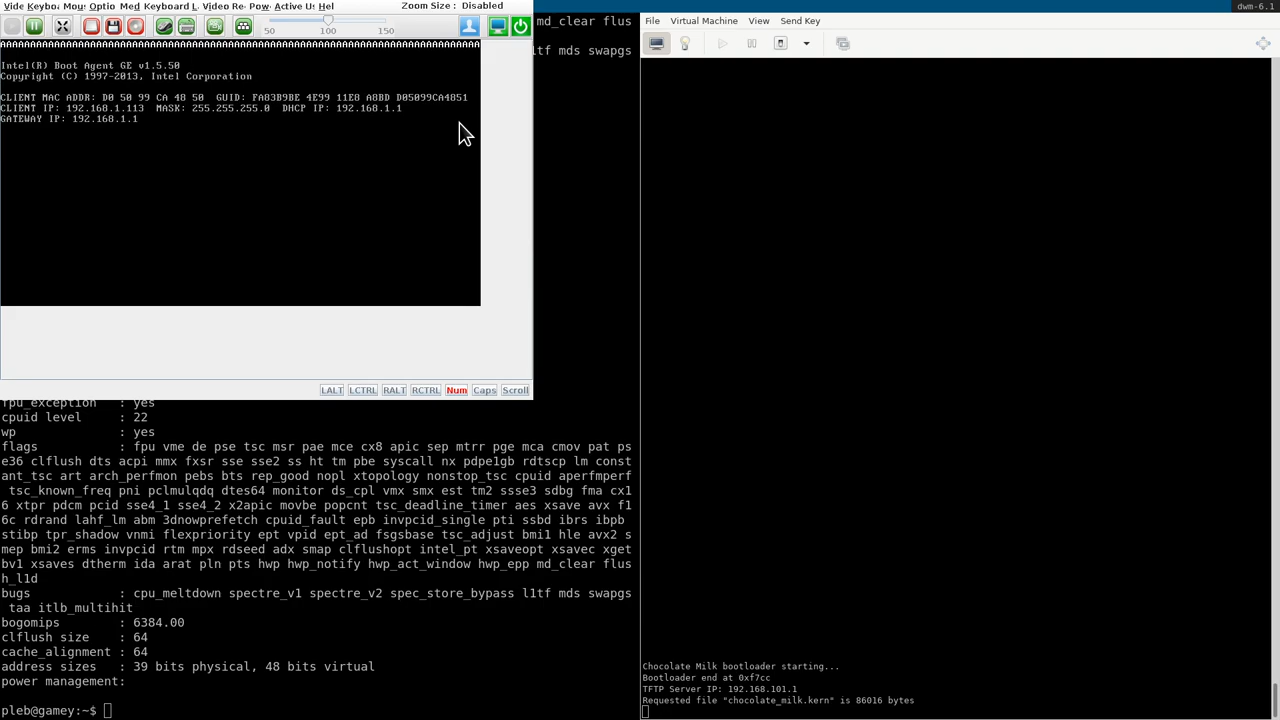 Vide Keybo Mou Optio Med Keyboard L Video Re Pow Active U Hel
Zoom Size : Disabled
50 100 150
Intel(R) Boot Agent GE v1.5.50
Copyright (C) 1997-2013, Intel Corporation
CLIENT MAC ADDR: D0 50 99 CA 48 50  GUID: FA83B9BE 4E99 11E8 A8BD D05099CA4851
CLIENT IP: 192.168.1.113  MASK: 255.255.255.0  DHCP IP: 192.168.1.1
GATEWAY IP: 192.168.1.1
LALT LCTRL RALT RCTRL Num Caps Scroll
md_clear flus
ltf mds swapgs
fpu_exception   : yes
cpuid level     : 22
wp              : yes
flags           : fpu vme de pse tsc msr pae mce cx8 apic sep mtrr pge mca cmov pat ps
e36 clflush dts acpi mmx fxsr sse sse2 ss ht tm pbe syscall nx pdpe1gb rdtscp lm const
ant_tsc art arch_perfmon pebs bts rep_good nopl xtopology nonstop_tsc cpuid aperfmperf
tsc_known_freq pni pclmulqdq dtes64 monitor ds_cpl vmx smx est tm2 ssse3 sdbg fma cx1
6 xtpr pdcm pcid sse4_1 sse4_2 x2apic movbe popcnt tsc_deadline_timer aes xsave avx f1
6c rdrand lahf_lm abm 3dnowprefetch cpuid_fault epb invpcid_single pti ssbd ibrs ibpb
stibp tpr_shadow vnmi flexpriority ept vpid ept_ad fsgsbase tsc_adjust bmi1 hle avx2 s
mep bmi2 erms invpcid rtm mpx rdseed adx smap clflushopt intel_pt xsaveopt xsavec xget
bv1 xsaves dtherm ida arat pln pts hwp hwp_notify hwp_act_window hwp_epp md_clear flus
h_l1d
bugs            : cpu_meltdown spectre_v1 spectre_v2 spec_store_bypass l1tf mds swapgs
taa itlb_multihit
bogomips        : 6384.00
clflush size    : 64
cache_alignment : 64
address sizes   : 39 bits physical, 48 bits virtual
power management:
pleb@gamey:~$
dwm-6.1
File Virtual Machine View Send Key
Chocolate Milk bootloader starting...
Bootloader end at 0xf7cc
TFTP Server IP: 192.168.101.1
Requested file "chocolate_milk.kern" is 86016 bytes